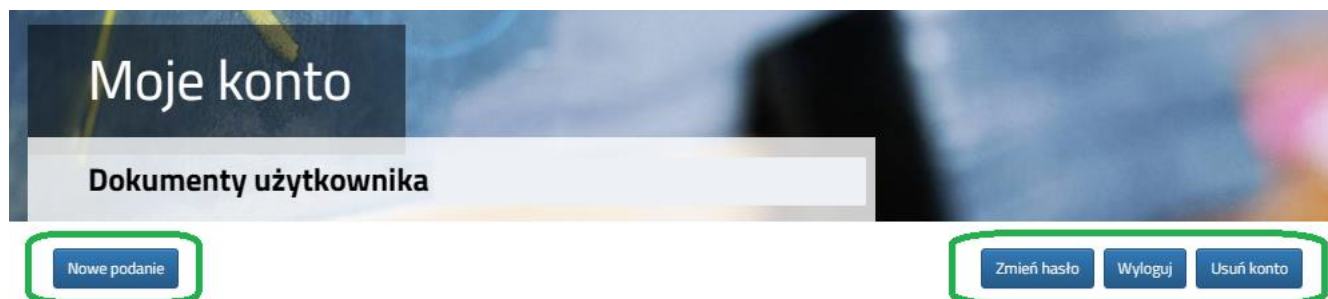 Moje konto
Dokumenty użytkownika
Nowe podanie Zmień hasło Wyloguj Usuń konto